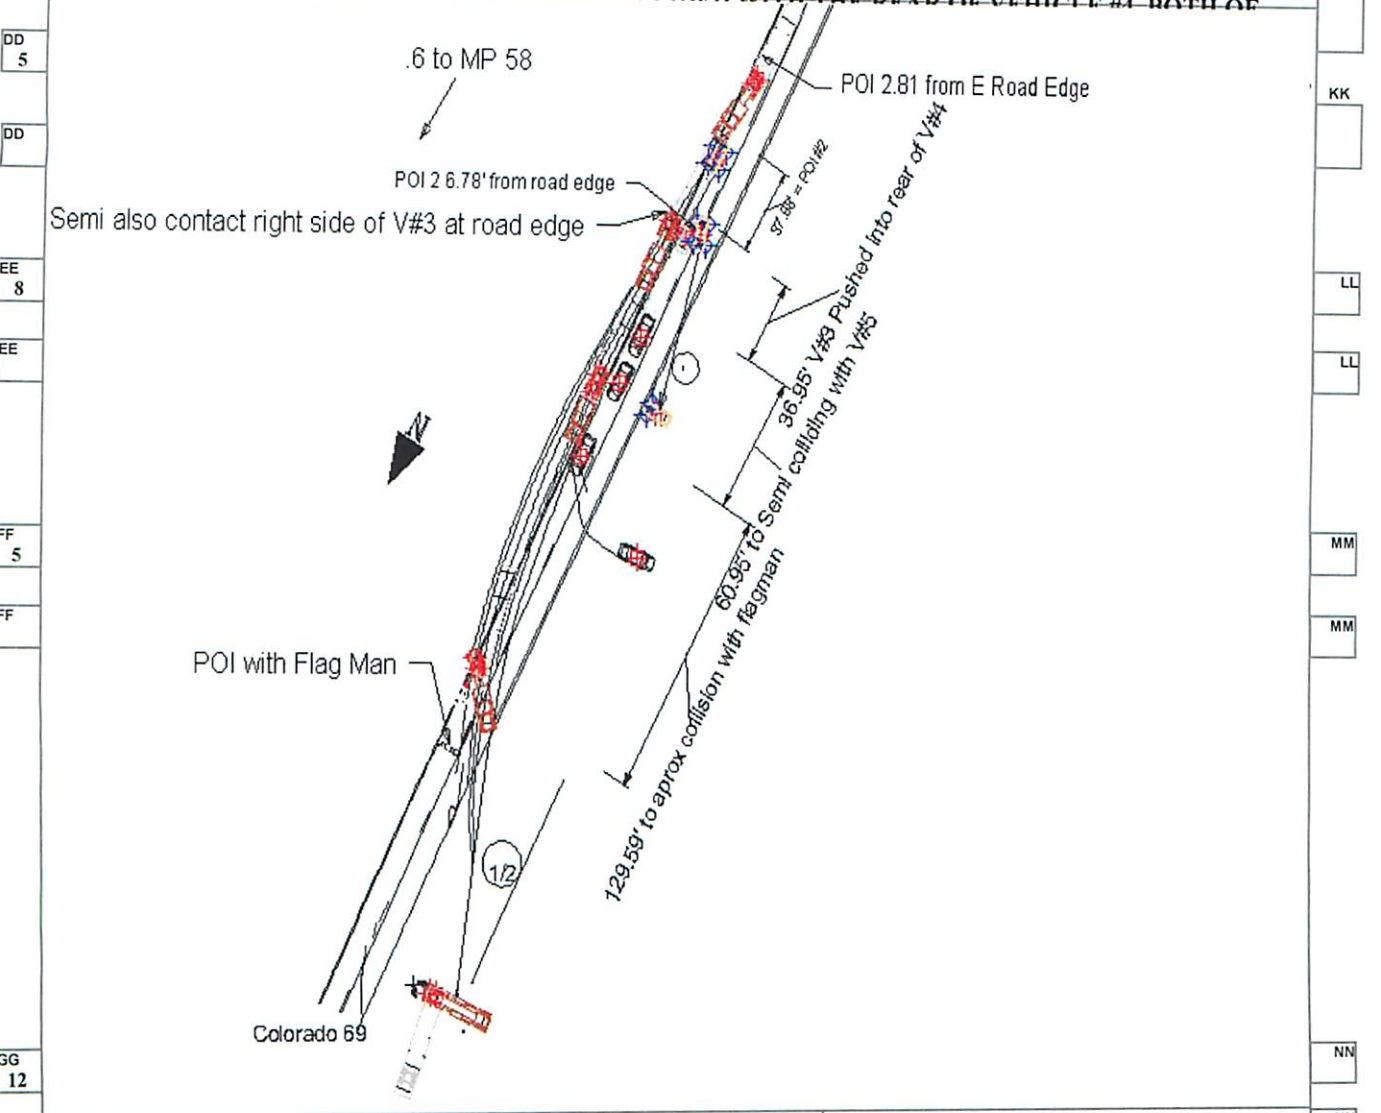 DD
5
.6 to MP 58
POI 2.81 from E Road Edge
KK
DD
POI 2 6.78' from road edge
Semi also contact right side of V#3 at road edge
= POI#2
36.95' V#3 Pushed into rear of V#4
EE
8
LL
EE
LL
60.95' to Semi colliding with V#5
N
FF
5
MM
FF
MM
129.59' to aprox collision with flagman
POI with Flag Man
1/2
Colorado 69
GG
12
NN